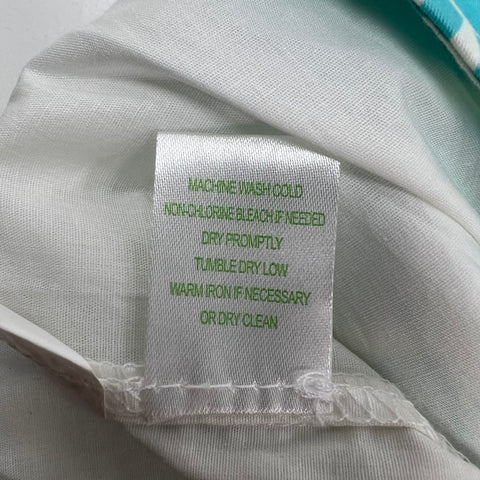 MACHINE WASH COLD
NON-CHLORINE BLEACH IF NEEDED
DRY PROMPTLY
TUMBLE DRY LOW
WARM IRON IF NECESSARY
OR DRY CLEAN